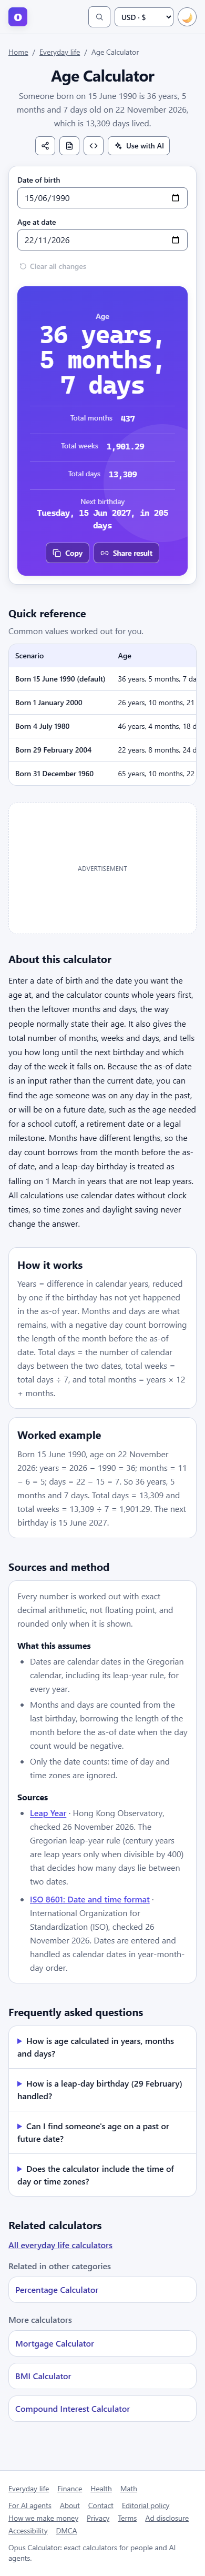 O
USD · $
Home / Everyday life / Age Calculator
Age Calculator
Someone born on 15 June 1990 is 36 years, 5
months and 7 days old on 22 November 2026,
which is 13,309 days lived.
Use with AI
Date of birth
15/06/1990
Age at date
22/11/2026
Clear all changes
Age
36 years,
5 months,
7 days
Total months 437
Total weeks 1,901.29
Total days 13,309
Next birthday
Tuesday, 15 Jun 2027, in 205
days
Copy
Share result
Quick reference
Common values worked out for you.
Scenario Age
Born 15 June 1990 (default) 36 years, 5 months, 7 da
Born 1 January 2000 26 years, 10 months, 21
Born 4 July 1980 46 years, 4 months, 18 d
Born 29 February 2004 22 years, 8 months, 24 d
Born 31 December 1960 65 years, 10 months, 22
ADVERTISEMENT
About this calculator
Enter a date of birth and the date you want the
age at, and the calculator counts whole years first,
then the leftover months and days, the way
people normally state their age. It also gives the
total number of months, weeks and days, and tells
you how long until the next birthday and which
day of the week it falls on. Because the as-of date
is an input rather than the current date, you can
find the age someone was on any day in the past,
or will be on a future date, such as the age needed
for a school cutoff, a retirement date or a legal
milestone. Months have different lengths, so the
day count borrows from the month before the as-
of date, and a leap-day birthday is treated as
falling on 1 March in years that are not leap years.
All calculations use calendar dates without clock
times, so time zones and daylight saving never
change the answer.
How it works
Years = difference in calendar years, reduced
by one if the birthday has not yet happened
in the as-of year. Months and days are what
remains, with a negative day count borrowing
the length of the month before the as-of
date. Total days = the number of calendar
days between the two dates, total weeks =
total days ÷ 7, and total months = years × 12
+ months.
Worked example
Born 15 June 1990, age on 22 November
2026: years = 2026 − 1990 = 36; months = 11
− 6 = 5; days = 22 − 15 = 7. So 36 years, 5
months and 7 days. Total days = 13,309 and
total weeks = 13,309 ÷ 7 = 1,901.29. The next
birthday is 15 June 2027.
Sources and method
Every number is worked out with exact
decimal arithmetic, not floating point, and
rounded only when it is shown.
What this assumes
• Dates are calendar dates in the Gregorian
calendar, including its leap-year rule, for
every year.
• Months and days are counted from the
last birthday, borrowing the length of the
month before the as-of date when the day
count would be negative.
• Only the date counts: time of day and
time zones are ignored.
Sources
• Leap Year · Hong Kong Observatory,
checked 26 November 2026. The
Gregorian leap-year rule (century years
are leap years only when divisible by 400)
that decides how many days lie between
two dates.
• ISO 8601: Date and time format ·
International Organization for
Standardization (ISO), checked 26
November 2026. Dates are entered and
handled as calendar dates in year-month-
day order.
Frequently asked questions
How is age calculated in years, months
and days?
How is a leap-day birthday (29 February)
handled?
Can I find someone's age on a past or
future date?
Does the calculator include the time of
day or time zones?
Related calculators
All everyday life calculators
Related in other categories
Percentage Calculator
More calculators
Mortgage Calculator
BMI Calculator
Compound Interest Calculator
Everyday life Finance Health Math
For AI agents About Contact Editorial policy
How we make money Privacy Terms Ad disclosure
Accessibility DMCA
Opus Calculator: exact calculators for people and AI
agents.